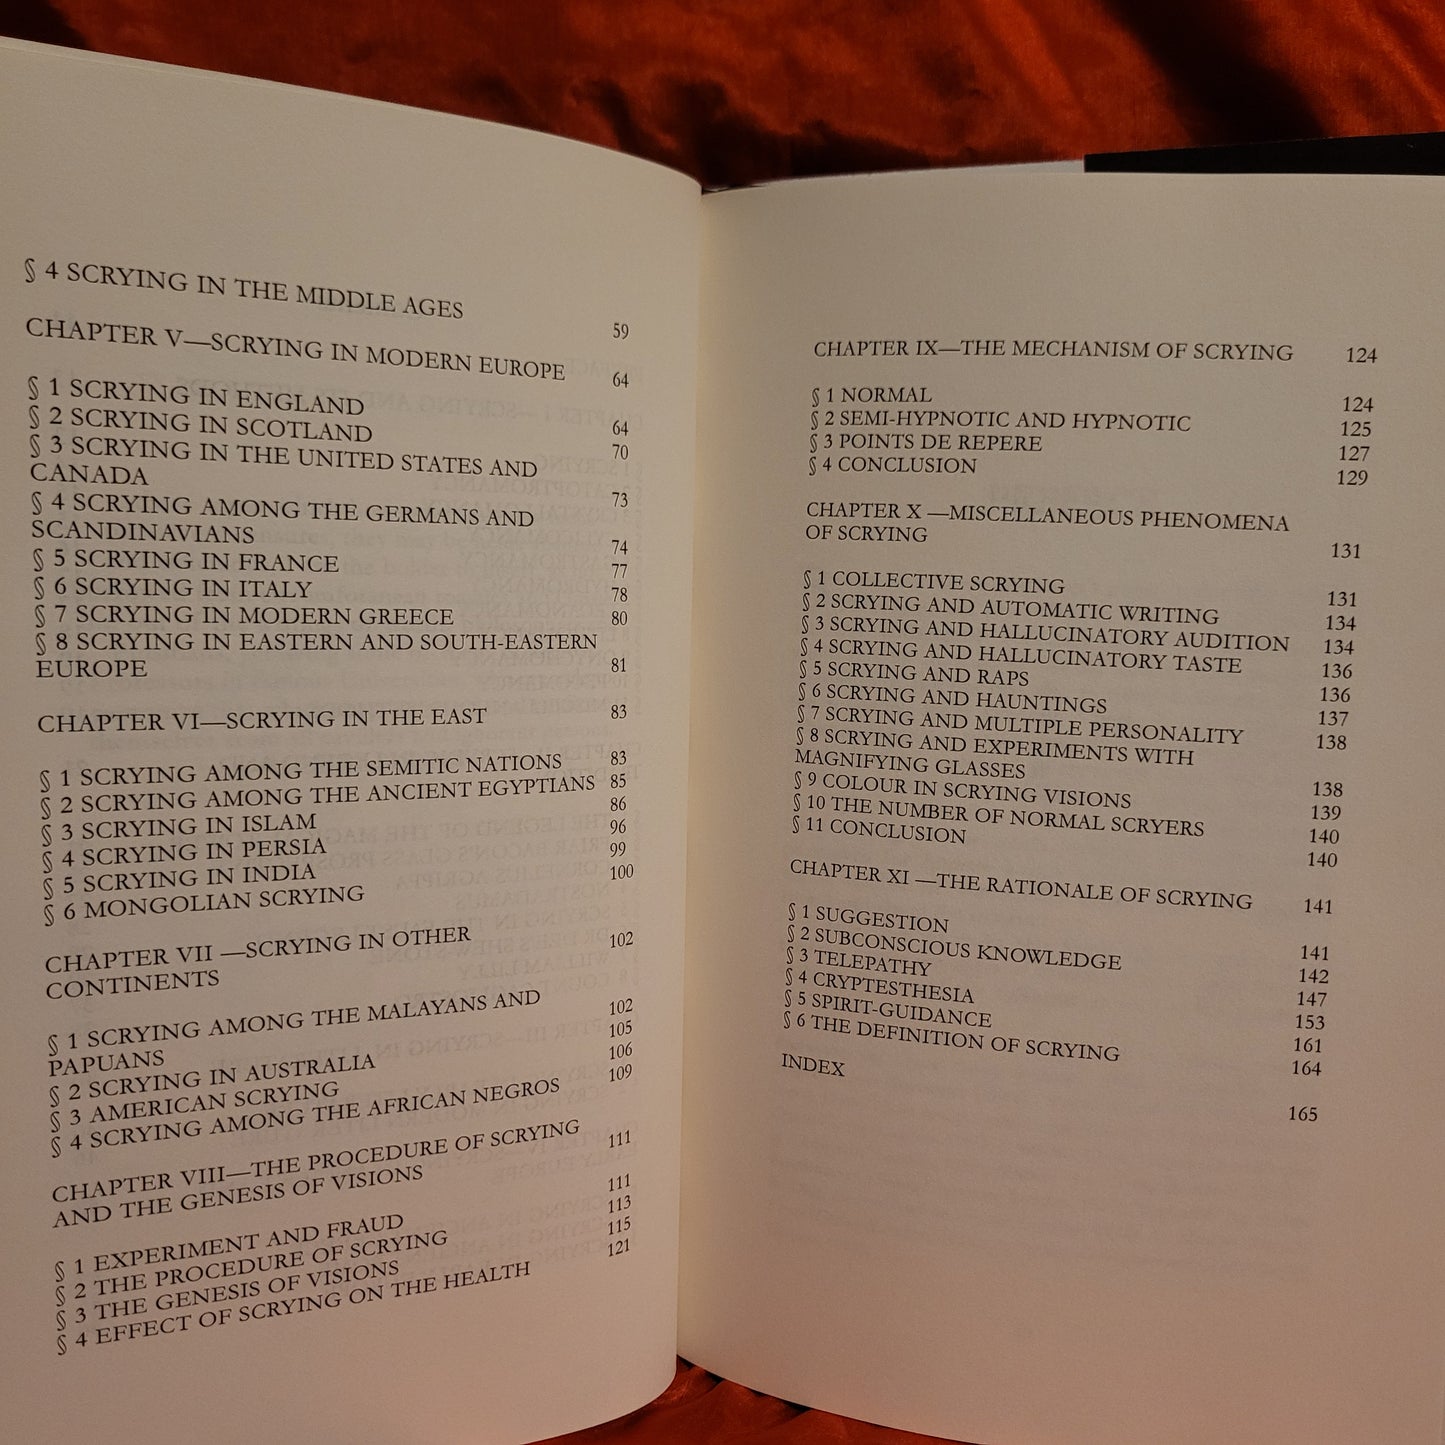 § 4 SCRYING IN THE MIDDLE AGES 59
CHAPTER V—SCRYING IN MODERN EUROPE 64
§ 1 SCRYING IN ENGLAND 64
§ 2 SCRYING IN SCOTLAND 70
§ 3 SCRYING IN THE UNITED STATES AND
CANADA 73
§ 4 SCRYING AMONG THE GERMANS AND
SCANDINAVIANS 74
§ 5 SCRYING IN FRANCE 77
§ 6 SCRYING IN ITALY 78
§ 7 SCRYING IN MODERN GREECE 80
§ 8 SCRYING IN EASTERN AND SOUTH-EASTERN
EUROPE 81
CHAPTER VI—SCRYING IN THE EAST 83
§ 1 SCRYING AMONG THE SEMITIC NATIONS 83
§ 2 SCRYING AMONG THE ANCIENT EGYPTIANS 85
§ 3 SCRYING IN ISLAM 86
§ 4 SCRYING IN PERSIA 96
§ 5 SCRYING IN INDIA 99
§ 6 MONGOLIAN SCRYING 100
CHAPTER VII —SCRYING IN OTHER
CONTINENTS 102
§ 1 SCRYING AMONG THE MALAYANS AND
PAPUANS 102
§ 2 SCRYING IN AUSTRALIA 105
§ 3 AMERICAN SCRYING 106
§ 4 SCRYING AMONG THE AFRICAN NEGROS 109
CHAPTER VIII—THE PROCEDURE OF SCRYING
AND THE GENESIS OF VISIONS 111
§ 1 EXPERIMENT AND FRAUD 111
§ 2 THE PROCEDURE OF SCRYING 113
§ 3 THE GENESIS OF VISIONS 115
§ 4 EFFECT OF SCRYING ON THE HEALTH 121
CHAPTER IX—THE MECHANISM OF SCRYING 124
§ 1 NORMAL 124
§ 2 SEMI-HYPNOTIC AND HYPNOTIC 125
§ 3 POINTS DE REPERE 127
§ 4 CONCLUSION 129
CHAPTER X —MISCELLANEOUS PHENOMENA
OF SCRYING 131
§ 1 COLLECTIVE SCRYING 131
§ 2 SCRYING AND AUTOMATIC WRITING 134
§ 3 SCRYING AND HALLUCINATORY AUDITION 134
§ 4 SCRYING AND HALLUCINATORY TASTE 136
§ 5 SCRYING AND RAPS 136
§ 6 SCRYING AND HAUNTINGS 137
§ 7 SCRYING AND MULTIPLE PERSONALITY 138
§ 8 SCRYING AND EXPERIMENTS WITH
MAGNIFYING GLASSES 138
§ 9 COLOUR IN SCRYING VISIONS 139
§ 10 THE NUMBER OF NORMAL SCRYERS 140
§ 11 CONCLUSION 140
CHAPTER XI —THE RATIONALE OF SCRYING 141
§ 1 SUGGESTION 141
§ 2 SUBCONSCIOUS KNOWLEDGE 142
§ 3 TELEPATHY 147
§ 4 CRYPTESTHESIA 153
§ 5 SPIRIT-GUIDANCE 161
§ 6 THE DEFINITION OF SCRYING 164
INDEX 165